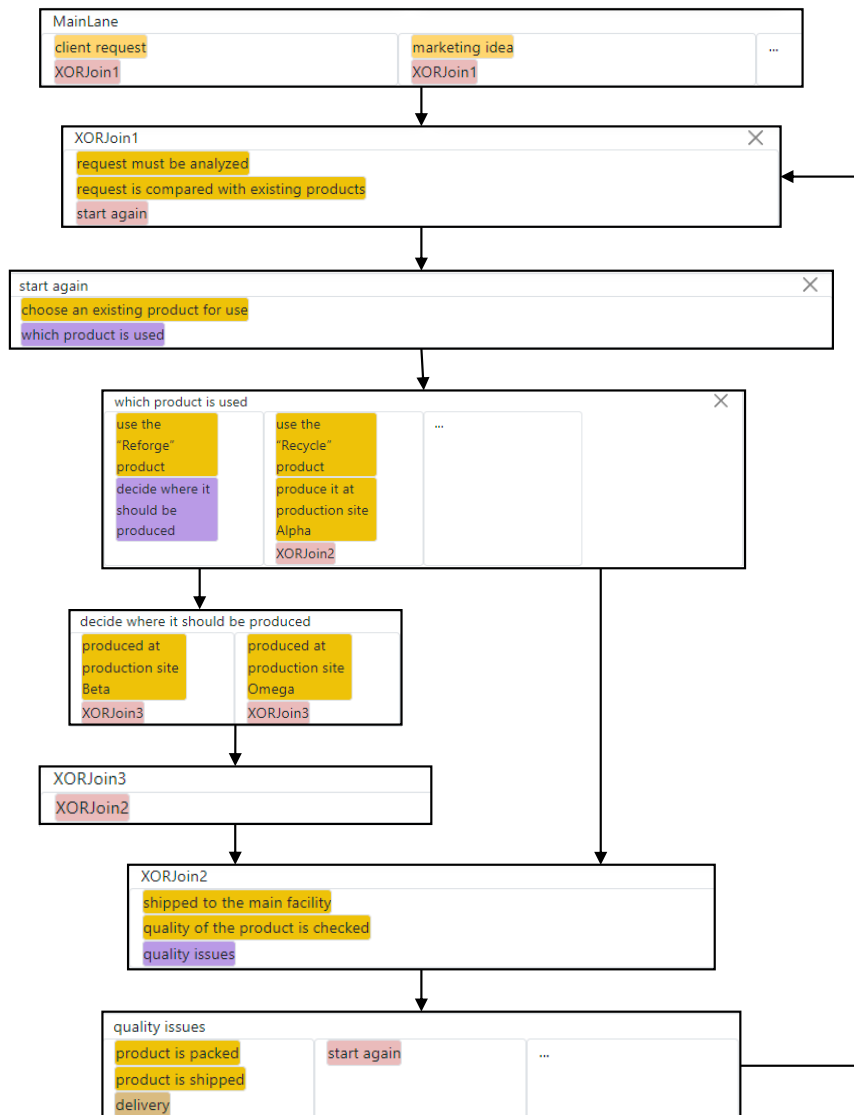 MainLane
client request
XORJoin1
marketing idea
XORJoin1
...
XORJoin1
request must be analyzed
request is compared with existing products
start again
start again
choose an existing product for use
which product is used
which product is used
use the
“Reforge”
product
decide where it
should be
produced
use the
“Recycle”
product
produce it at
production site
Alpha
XORJoin2
...
decide where it should be produced
produced at
production site
Beta
XORJoin3
produced at
production site
Omega
XORJoin3
XORJoin3
XORJoin2
XORJoin2
shipped to the main facility
quality of the product is checked
quality issues
quality issues
product is packed
product is shipped
delivery
start again
...